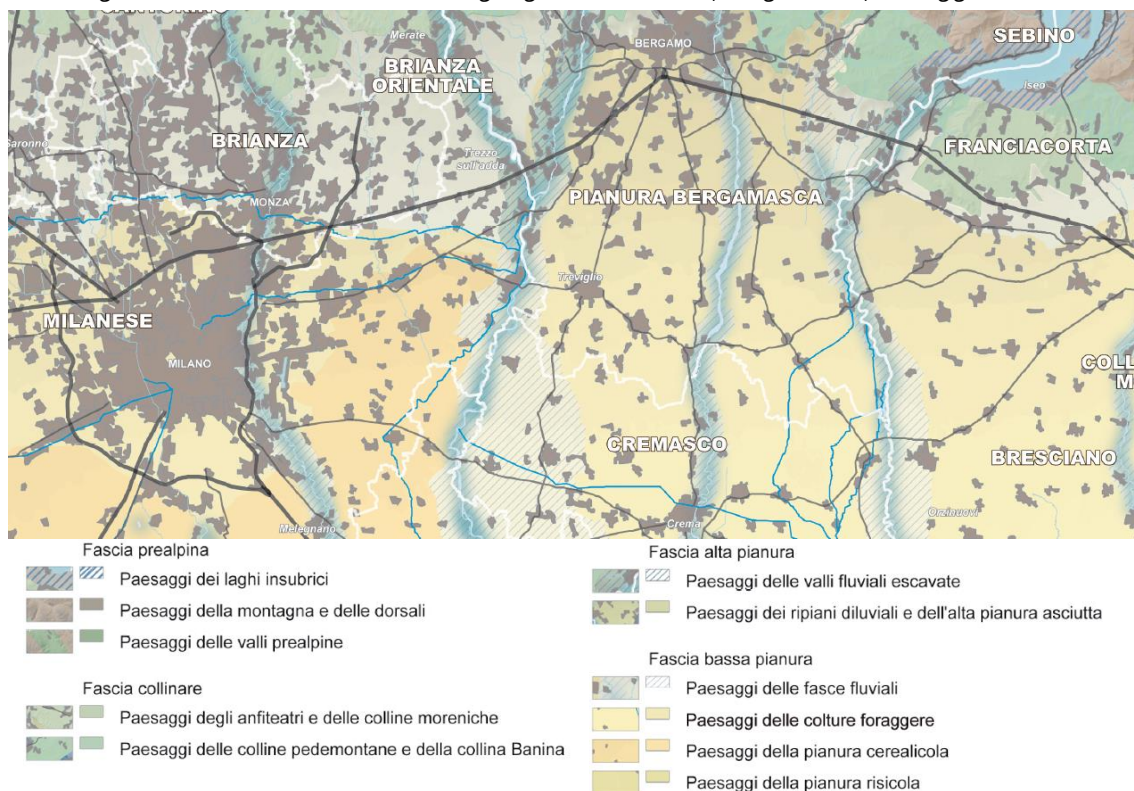 BRIANZA
ORIENTALE
Merate
BERGAMO
SEBINO
Iseo
BRIANZA
Trezzo
sull'adda
FRANCIACORTA
MONZA
PIANURA BERGAMASCA
Treviglio
MILANESE
MILANO
CREMASCO
BRESCIANO
Melegnano
Crema
Orzinuovi
Fascia prealpina
Paesaggi dei laghi insubrici
Paesaggi della montagna e delle dorsali
Paesaggi delle valli prealpine
Fascia collinare
Paesaggi degli anfiteatri e delle colline moreniche
Paesaggi delle colline pedemontane e della collina Banina
Fascia alta pianura
Paesaggi delle valli fluviali escavate
Paesaggi dei ripiani diluviali e dell'alta pianura asciutta
Fascia bassa pianura
Paesaggi delle fasce fluviali
Paesaggi delle colture foraggere
Paesaggi della pianura cerealicola
Paesaggi della pianura risicola